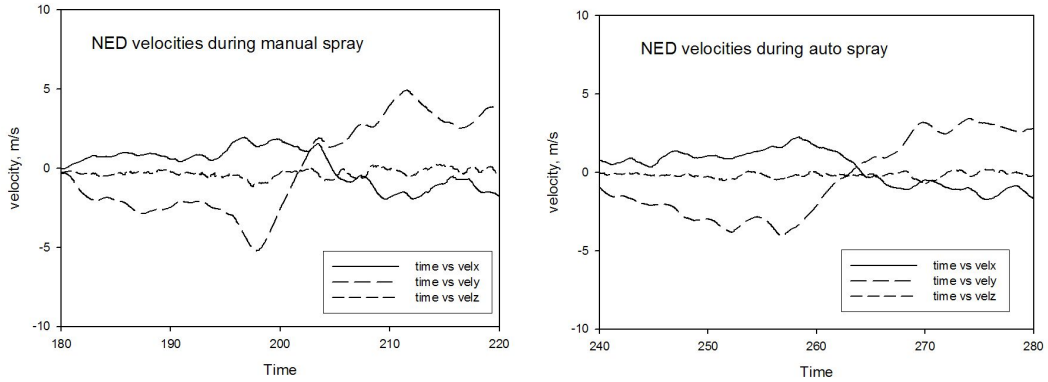 NED velocities during manual spray
velocity, m/s
10
5
0
-5
-10
time vs velx
time vs vely
time vs velz
180 190 200 210 220
Time
NED velocities during auto spray
velocity, m/s
10
5
0
-5
-10
time vs velx
time vs vely
time vs velz
240 250 260 270 280
Time